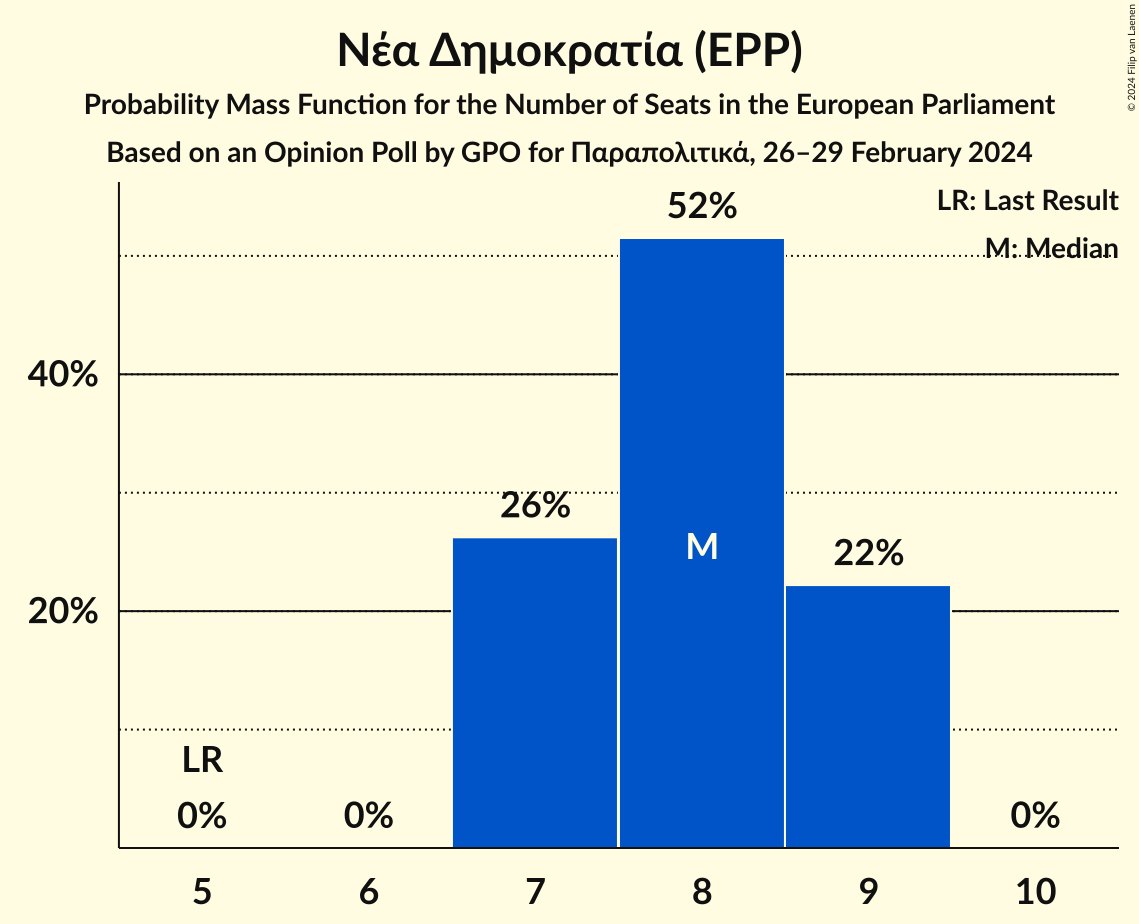 Νέα Δημοκρατία (EPP)
Probability Mass Function for the Number of Seats in the European Parliament
Based on an Opinion Poll by GPO for Παραπολιτικά, 26–29 February 2024
© 2024 Filip van Laenen
LR: Last Result
M: Median
52%
40%
26%
M
22%
20%
LR
0%
0%
0%
5
6
7
8
9
10